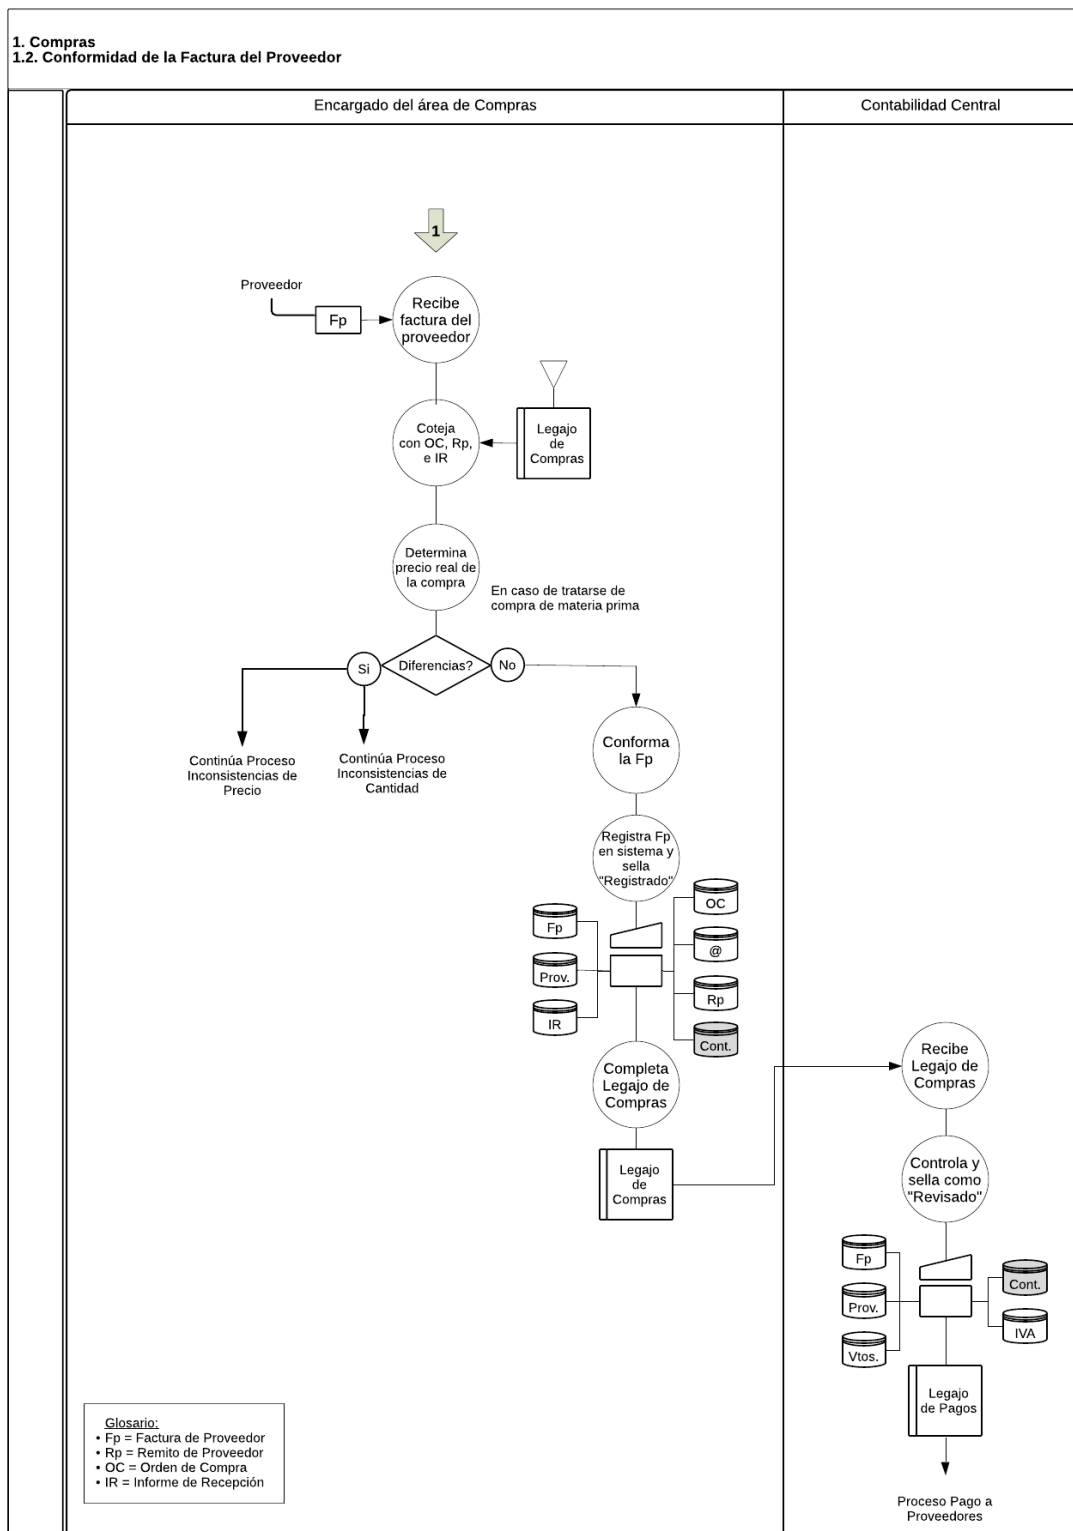 1. Compras
1.2. Conformidad de la Factura del Proveedor
Encargado del área de Compras
Contabilidad Central
1
Proveedor
Fp
Recibe
factura del
proveedor
Coteja
con OC, Rp,
e IR
Legajo
de
Compras
Determina
precio real de
la compra
En caso de tratarse de
compra de materia prima
Si
Diferencias?
No
Continúa Proceso
Inconsistencias de
Precio
Continúa Proceso
Inconsistencias de
Cantidad
Conforma
la Fp
Registra Fp
en sistema y
sella
"Registrado"
Fp
Prov.
IR
OC
@
Rp
Cont.
Completa
Legajo de
Compras
Legajo
de
Compras
Recibe
Legajo de
Compras
Controla y
sella como
"Revisado"
Fp
Prov.
Vtos.
Cont.
IVA
Legajo
de Pagos
Proceso Pago a
Proveedores
Glosario:
• Fp = Factura de Proveedor
• Rp = Remito de Proveedor
• OC = Orden de Compra
• IR = Informe de Recepción